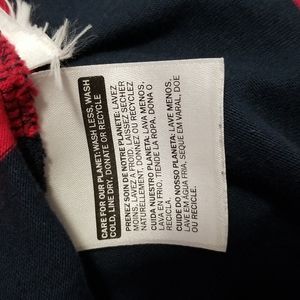 CARE FOR OUR PLANET: WASH LESS, WASH
COLD, LINE DRY, DONATE OR RECYCLE
PRENEZ SOIN DE NOTRE PLANETE: LAVEZ
MOINS, LAVEZ A FROID, LAISSEZ SECHER
NATURELLEMENT, DONNEZ OU RECYCLEZ
CUIDA NUESTRO PLANETA: LAVA MENOS,
LAVA EN FRIO, TIENDE LA ROPA, DONA O
RECICLA.
CUIDE DO NOSSO PLANETA: LAVE MENOS,
LAVE EM AGUA FRIA, SEQUE EM VARAL, DOE
OU RECICLE.